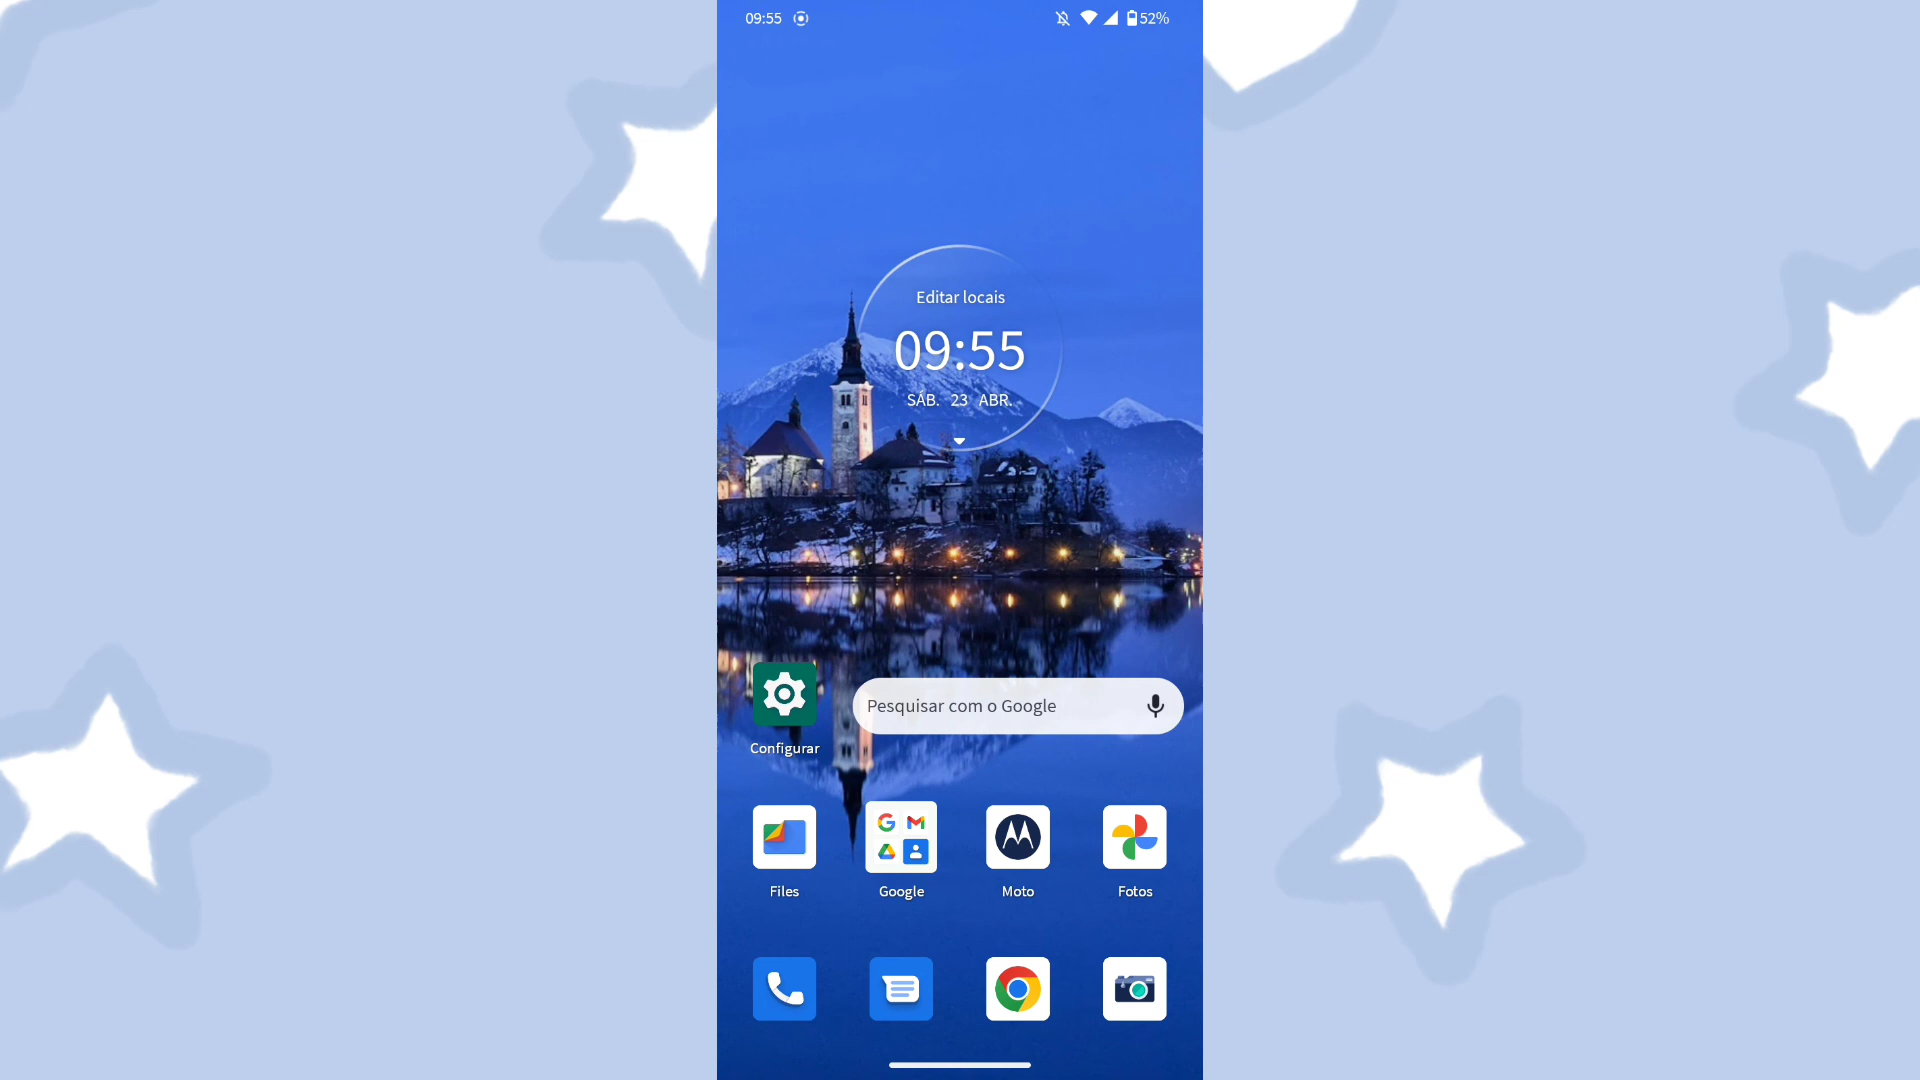 09:55
52%
Editar locais
09:55
SÁB. 23 ABR.
Pesquisar com o Google
Configurar
Files
Google
Moto
Fotos